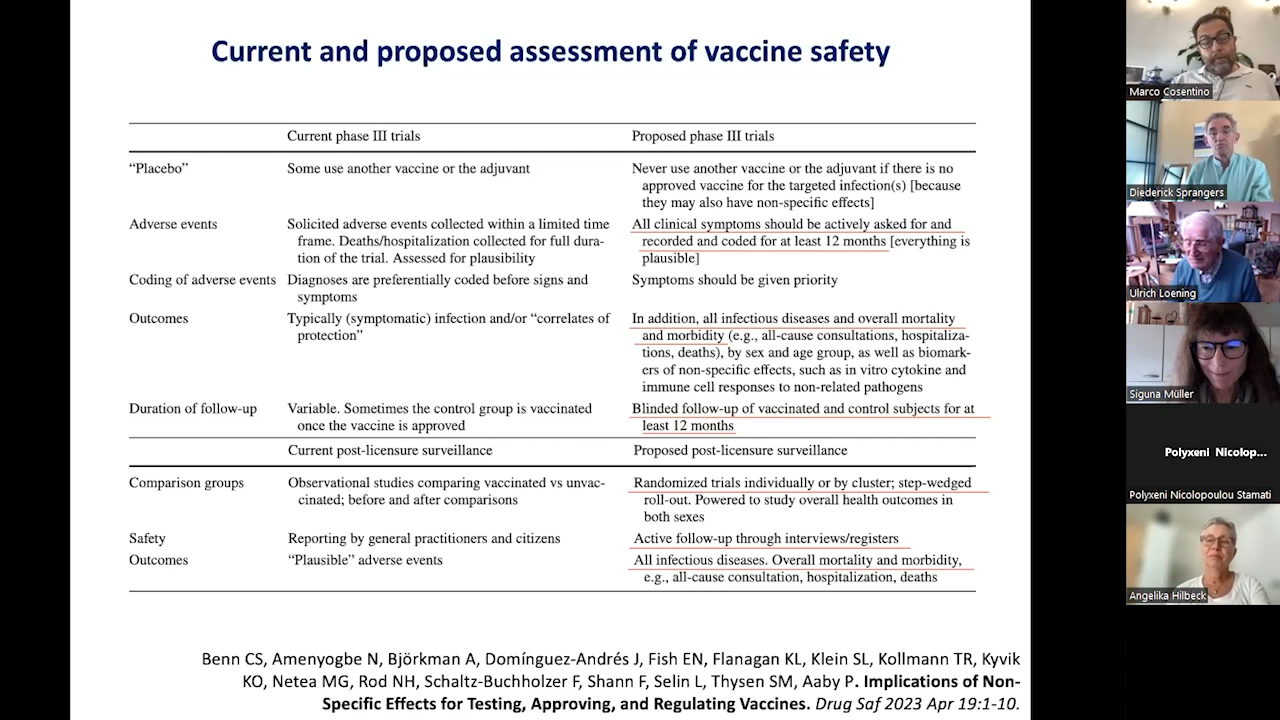 Current and proposed assessment of vaccine safety
Current phase III trials
Proposed phase III trials
“Placebo”
Some use another vaccine or the adjuvant
Never use another vaccine or the adjuvant if there is no
approved vaccine for the targeted infection(s) [because
they may also have non-specific effects]
Adverse events
Solicited adverse events collected within a limited time
frame. Deaths/hospitalization collected for full dura-
tion of the trial. Assessed for plausibility
All clinical symptoms should be actively asked for and
recorded and coded for at least 12 months [everything is
plausible]
Coding of adverse events
Diagnoses are preferentially coded before signs and
symptoms
Symptoms should be given priority
Outcomes
Typically (symptomatic) infection and/or “correlates of
protection”
In addition, all infectious diseases and overall mortality
and morbidity (e.g., all-cause consultations, hospitaliza-
tions, deaths), by sex and age group, as well as biomark-
ers of non-specific effects, such as in vitro cytokine and
immune cell responses to non-related pathogens
Duration of follow-up
Variable. Sometimes the control group is vaccinated
once the vaccine is approved
Blinded follow-up of vaccinated and control subjects for at
least 12 months
Current post-licensure surveillance
Proposed post-licensure surveillance
Comparison groups
Observational studies comparing vaccinated vs unvac-
cinated; before and after comparisons
Randomized trials individually or by cluster; step-wedged
roll-out. Powered to study overall health outcomes in
both sexes
Safety
Reporting by general practitioners and citizens
Active follow-up through interviews/registers
Outcomes
“Plausible” adverse events
All infectious diseases. Overall mortality and morbidity,
e.g., all-cause consultation, hospitalization, deaths
Benn CS, Amenyogbe N, Björkman A, Domínguez-Andrés J, Fish EN, Flanagan KL, Klein SL, Kollmann TR, Kyvik
KO, Netea MG, Rod NH, Schaltz-Buchholzer F, Shann F, Selin L, Thysen SM, Aaby P. Implications of Non-
Specific Effects for Testing, Approving, and Regulating Vaccines. Drug Saf 2023 Apr 19:1-10.
Marco Cosentino
Diederick Sprangers
Ulrich Loening
Siguna Müller
Polyxeni Nicolop...
Polyxeni Nicolopoulou Stamati
Angelika Hilbeck